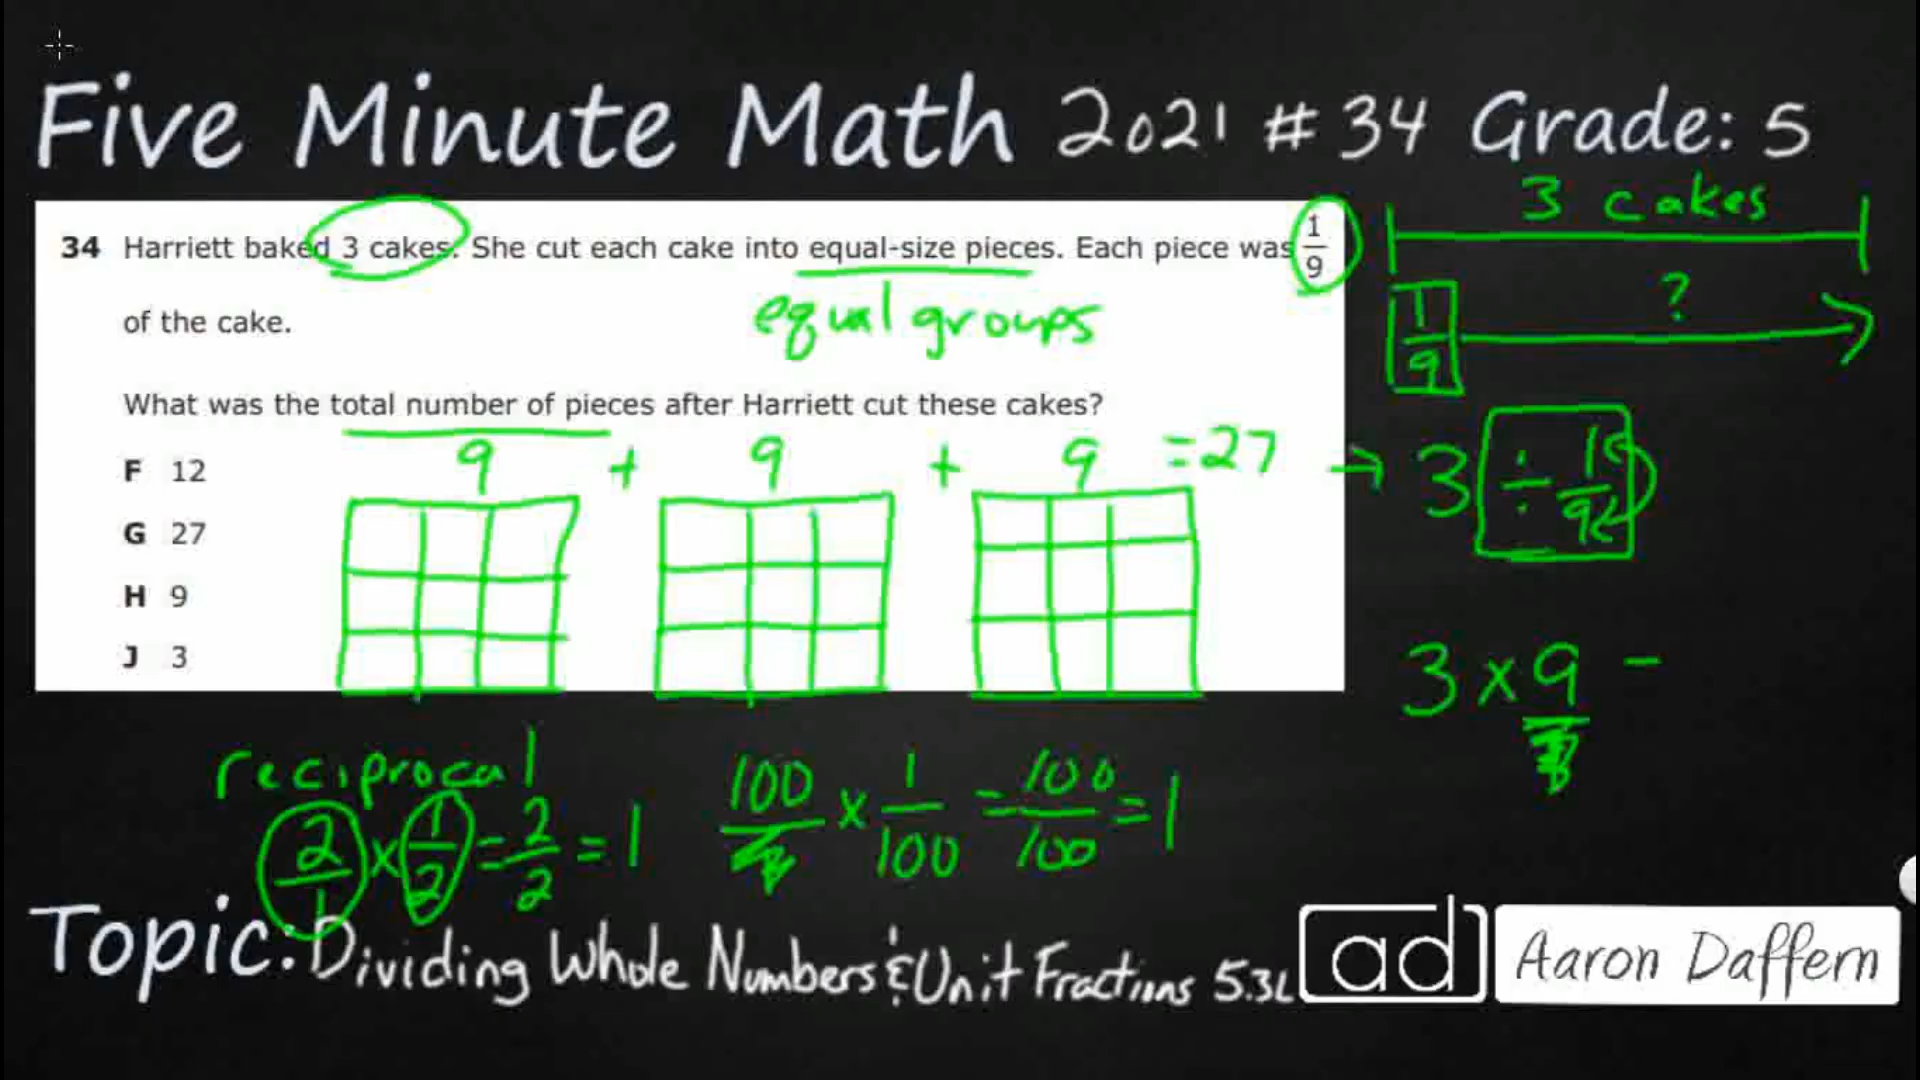 Five Minute Math 2021 #34 Grade: 5
3 cakes
34 Harriett baked 3 cakes. She cut each cake into equal-size pieces. Each piece was 1/9
of the cake.
equal groups
?
1/9
What was the total number of pieces after Harriett cut these cakes?
9 + 9 + 9 = 27 → 3 ÷ 1/9
F 12
G 27
H 9
J 3
3 x 9 =
reciprocal
2/1 x 1/2 = 2/2 = 1
100 x 1/100 = 100/100 = 1
Topic: Dividing Whole Numbers & Unit Fractions 5.3L
ad Aaron Daffern